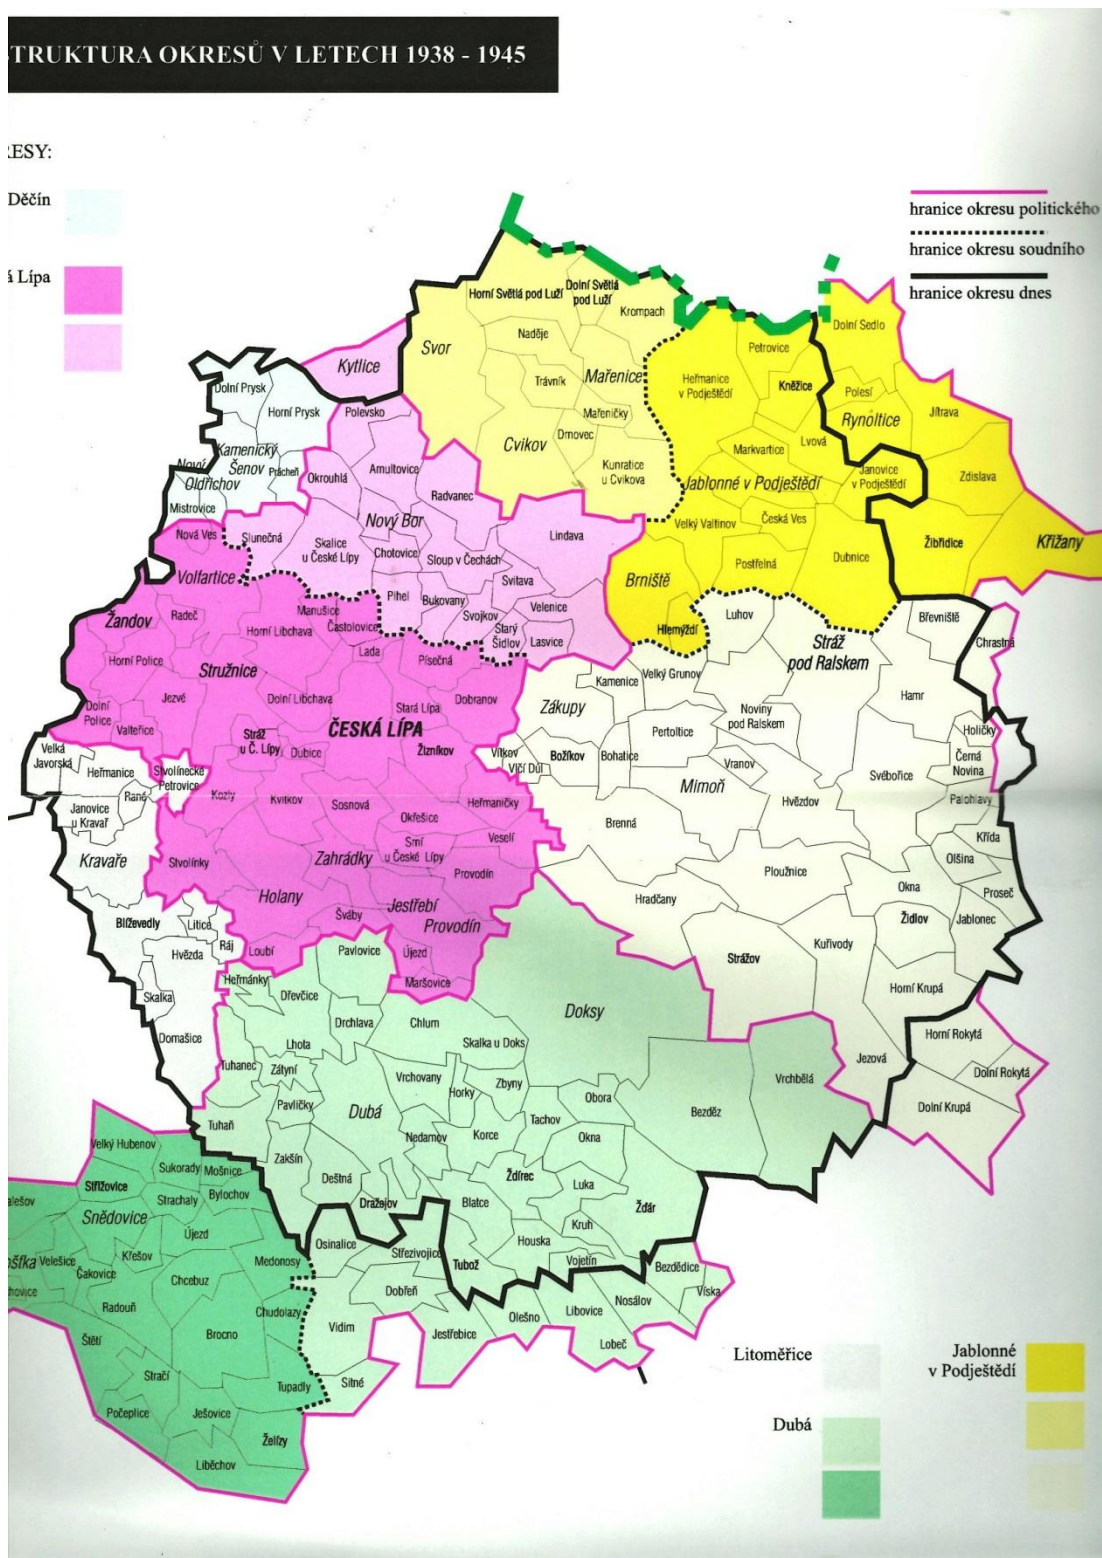 TRUKTURA OKRESŮ V LETECH 1938 - 1945
ESY:
Děčín
Lípa
hranice okresu politického
hranice okresu soudního
hranice okresu dnes
Horní Světlá pod Luží
Dolní Světlá
pod Luží
Krompach
Dolní Sedlo
Svor
Naděje
Petrovice
Kytlice
Trávník
Mařenice
Heřmanice
v Podještědí
Kněžice
Polesí
Jítrava
Rynoltice
Dolní Prysk
Horní Prysk
Polevsko
Mařeničky
Cvikov
Drnovec
Lvová
Markvartice
Kamenický
Šenov
Prácheň
Nový
Oldřichov
Mistrovice
Okrouhlá
Arnultovice
Radvanec
Kunratice
u Cvikova
Jablonné v Podještědí
Janovice
v Podještědí
Zdislava
Nový Bor
Velký Valtinov
Česká Ves
Žibřidice
Křižany
Nová Ves
Slunečná
Skalice
u České Lípy
Chotovice
Sloup v Čechách
Lindava
Volfartice
Svitava
Brniště
Postřelná
Dubnice
Pihel
Bukovany
Velenice
Žandov
Radeč
Manušice
Častolovice
Svojkov
Starý
Šidlov
Lasvice
Hlemýždí
Luhov
Břevniště
Chrastná
Horní Libchava
Lada
Písečná
Stráž
pod Ralskem
Horní Police
Stružnice
Kamenice
Velký Grunov
Hamr
Jezvé
Dolní Libchava
Stará Lípa
Dobranov
Zákupy
Noviny
pod Ralskem
Dolní
Police
Valteřice
Stráž
u Č. Lípy
ČESKÁ LÍPA
Dubice
Žizníkov
Vítkov
Vlčí Důl
Božíkov
Bohatice
Pertoltice
Vranov
Holičky
Černá
Novina
Velká
Javorská
Heřmanice
Stvolínecké
Petrovice
Svébořice
Rané
Kozly
Kvítkov
Sosnová
Heřmaničky
Mimoň
Hvězdov
Palohlavy
Janovice
u Kravař
Okřešice
Brenná
Veselí
Křída
Kravaře
Stvolínky
Zahrádky
Srní
u České Lípy
Provodín
Ploužnice
Olšina
Okna
Proseč
Holany
Jestřebí
Hradčany
Blíževedly
Litice
Šváby
Provodín
Židlov
Jablonec
Ráj
Loubí
Pavlovice
Újezd
Kuřivody
Hvězda
Strážov
Heřmánky
Maršovice
Horní Krupá
Skalka
Dřevčice
Doksy
Drchlava
Chlum
Domašice
Horní Rokytá
Lhota
Skalka u Doks
Jezová
Tuhanec
Zátyní
Vrchovany
Zbyny
Vrchbělá
Dolní Rokytá
Horky
Obora
Pavličky
Dubá
Bezděz
Dolní Krupá
Tuhaň
Tachov
Nedamov
Korce
Okna
Velký Hubenov
Zakšín
Sukorady
Mošnice
Deštná
Ždírec
Střížovice
Strachaly
Bylochov
Dražejov
Blatce
Luka
Žďár
Snědovice
Kruh
Újezd
Osinalice
Střezivojice
Houska
Velešice
Křešov
Medonosy
Tubož
Vojetín
Čakovice
Chcebuz
Bezdědice
Dobřeň
Radouň
Chudolazy
Nosálov
Víska
Libovice
Olešno
Štětí
Brocno
Vidim
Jestřebice
Lobeč
Stračí
Tupadly
Sitné
Počeplice
Ješovice
Želízy
Liběchov
Litoměřice
Jablonné
v Podještědí
Dubá